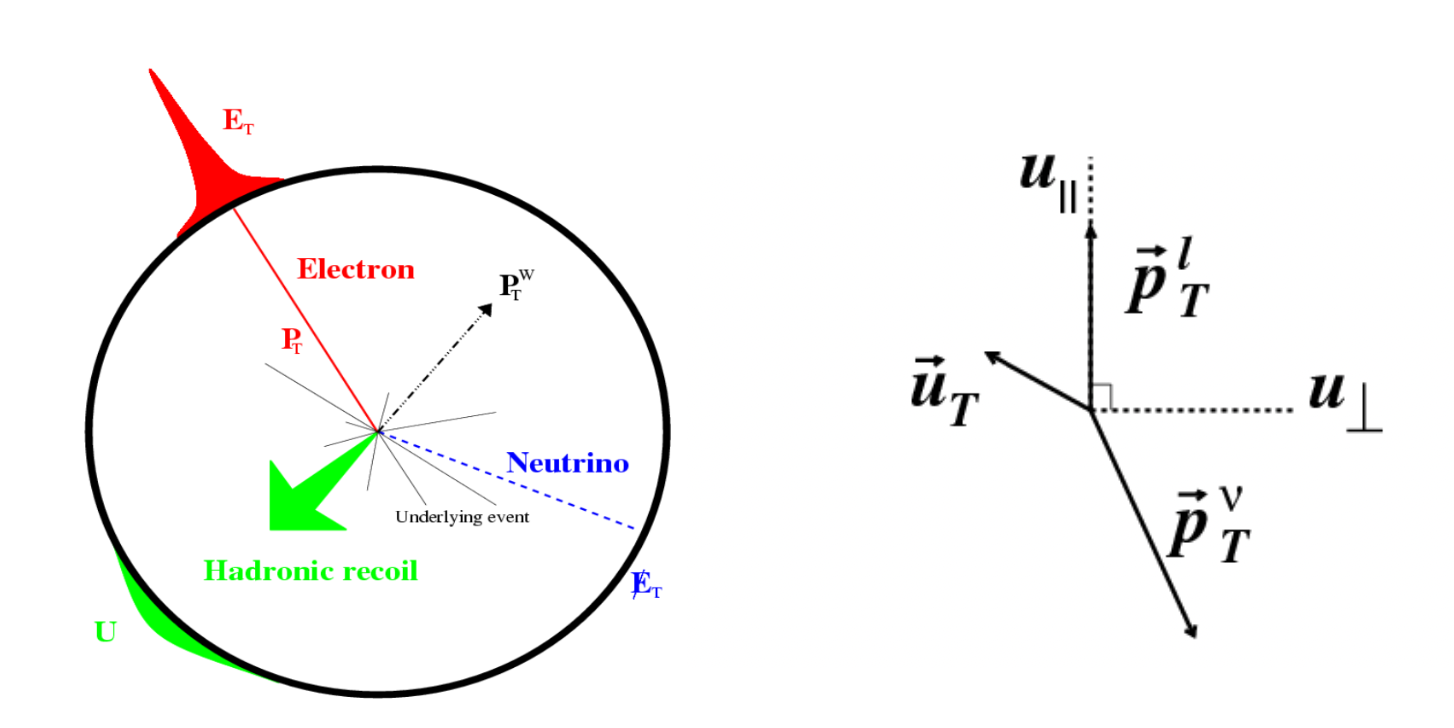 E_T
Electron
P_T^W
P_T
Neutrino
Underlying event
Hadronic recoil
E̸_T
U
u_∥
p⃗_T^l
u⃗_T
u_⊥
p⃗_T^ν